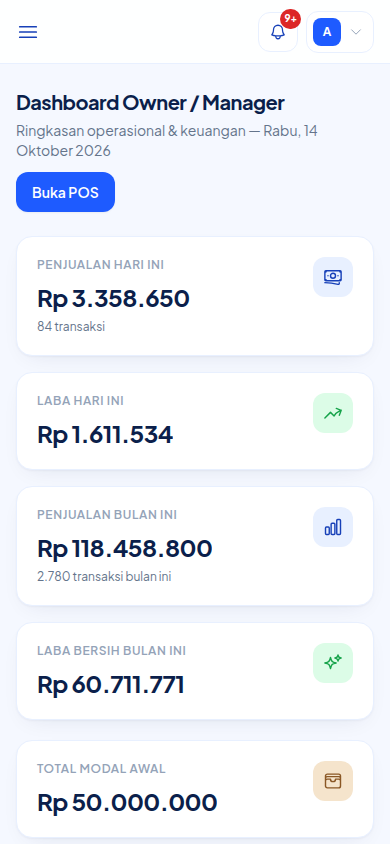 9+
A
Dashboard Owner / Manager
Ringkasan operasional & keuangan — Rabu, 14
Oktober 2026
Buka POS
PENJUALAN HARI INI
Rp 3.358.650
84 transaksi
LABA HARI INI
Rp 1.611.534
PENJUALAN BULAN INI
Rp 118.458.800
2.780 transaksi bulan ini
LABA BERSIH BULAN INI
Rp 60.711.771
TOTAL MODAL AWAL
Rp 50.000.000